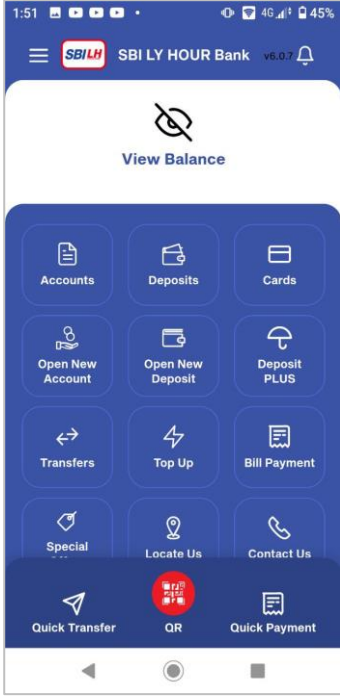 1:51 4G 45%
SBI LH SBI LY HOUR Bank v6.0.7
View Balance
Accounts Deposits Cards
Open New Open New Deposit
Account Deposit PLUS
Transfers Top Up Bill Payment
Special Locate Us Contact Us
Quick Transfer QR Quick Payment